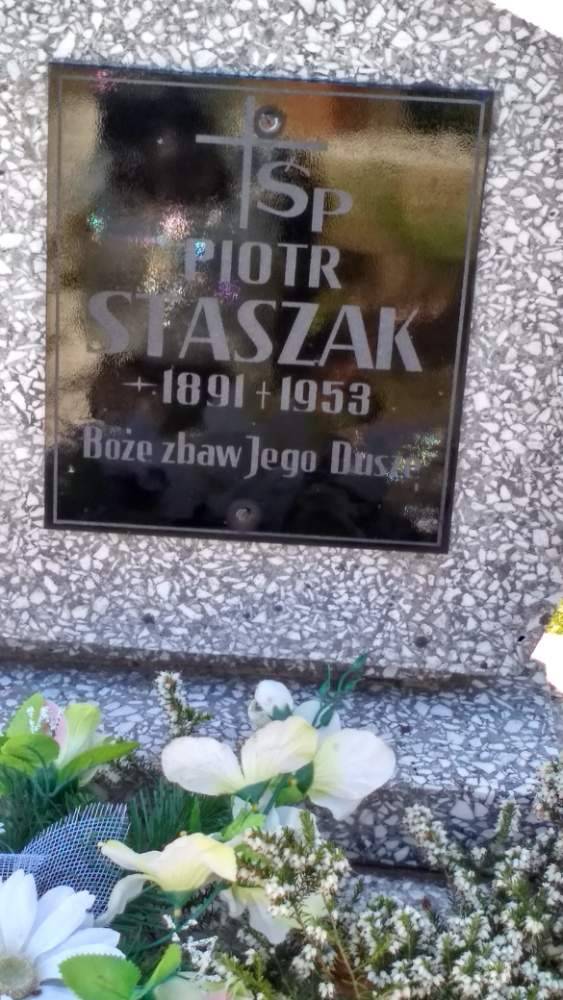 ŚP
PIOTR
STASZAK
1891 † 1953
Boże zbaw Jego Duszę